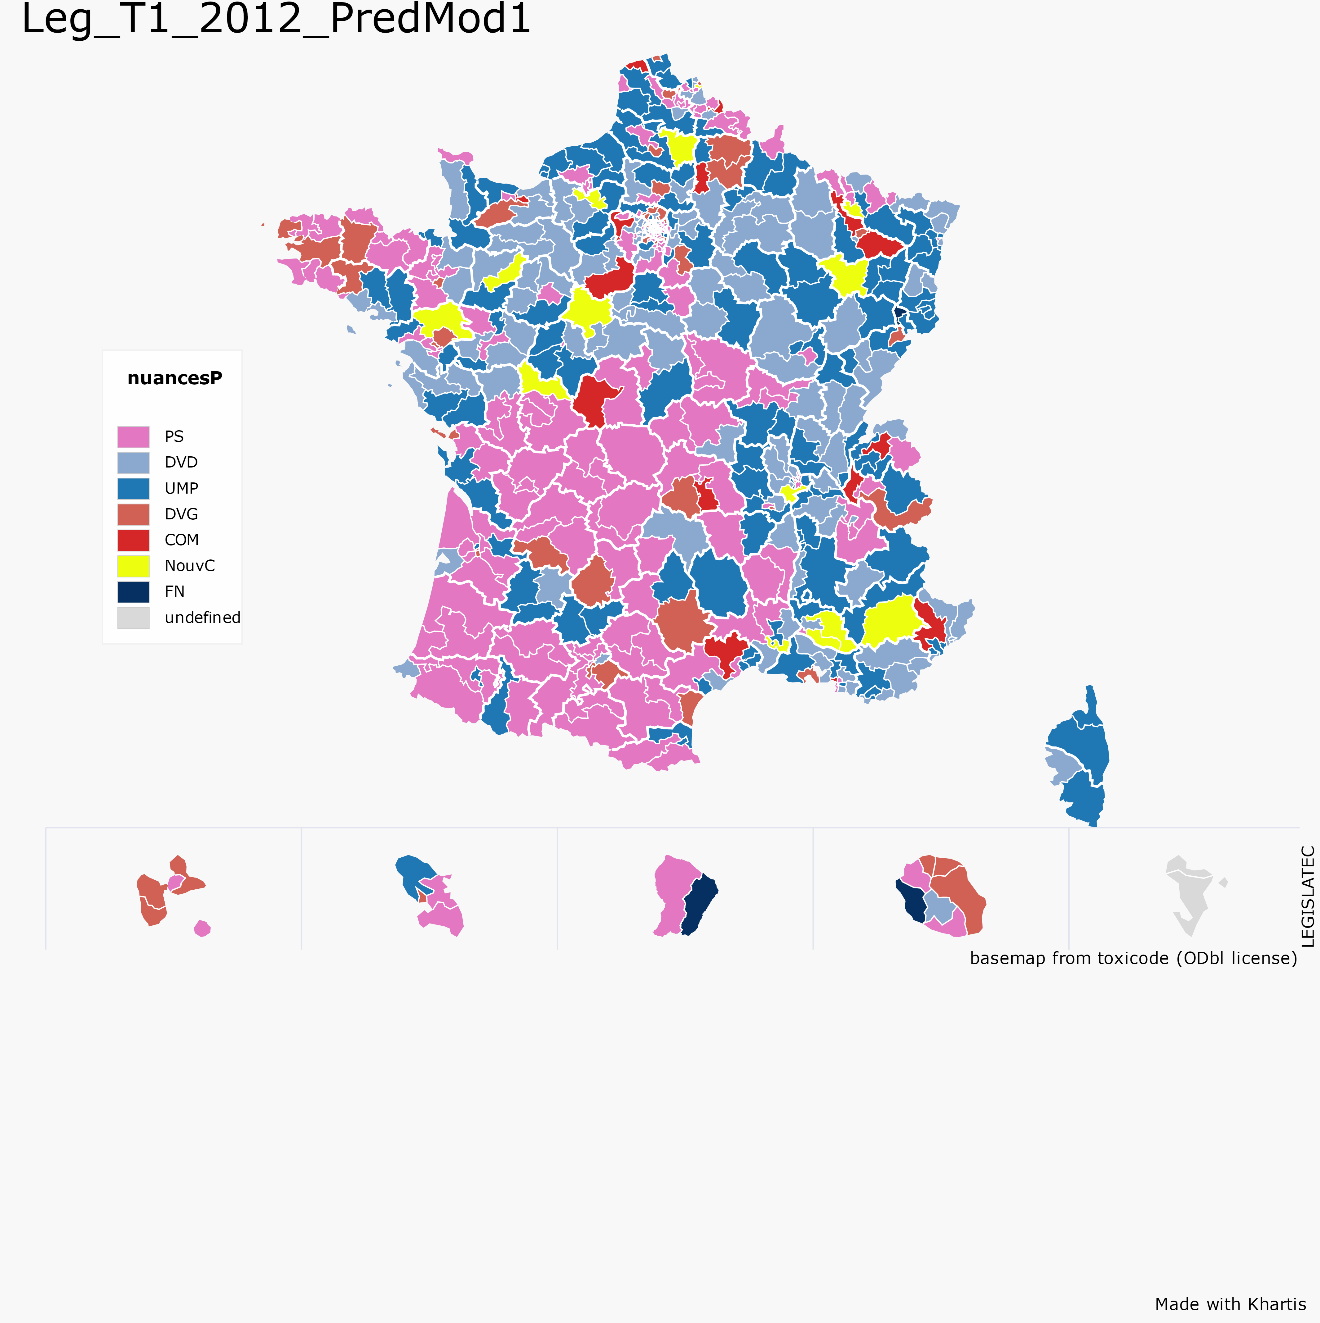 Leg_T1_2012_PredMod1
nuancesP
PS
DVD
UMP
DVG
COM
NouvC
FN
undefined
LEGISLATEC
basemap from toxicode (ODbl license)
Made with Khartis